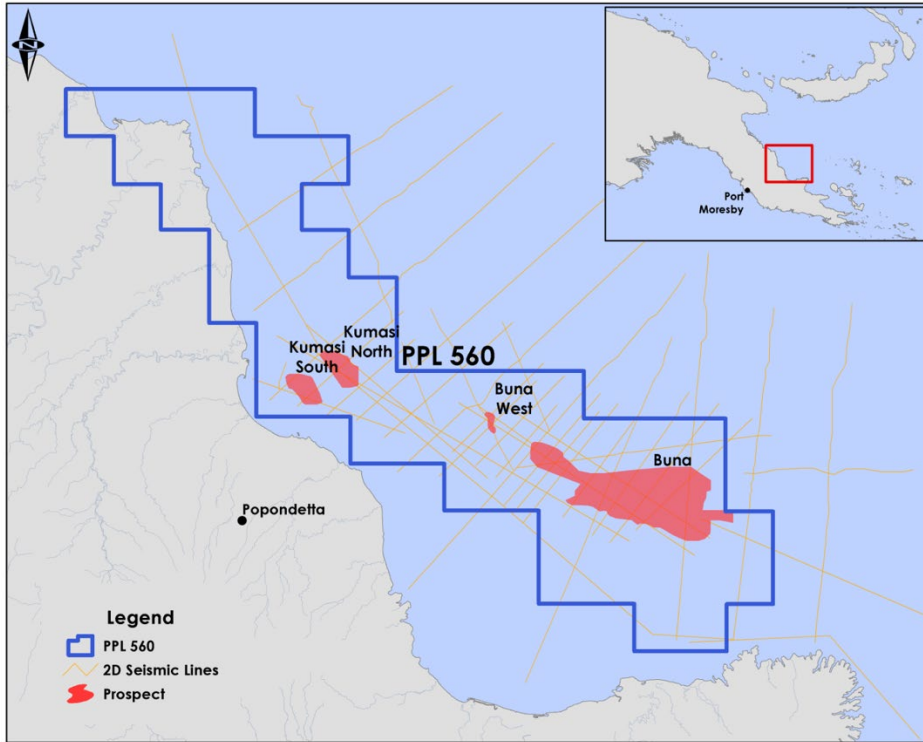 N
Port
Moresby
Kumasi
North
Kumasi
South
PPL 560
Buna
West
Buna
Popondetta
Legend
PPL 560
2D Seismic Lines
Prospect